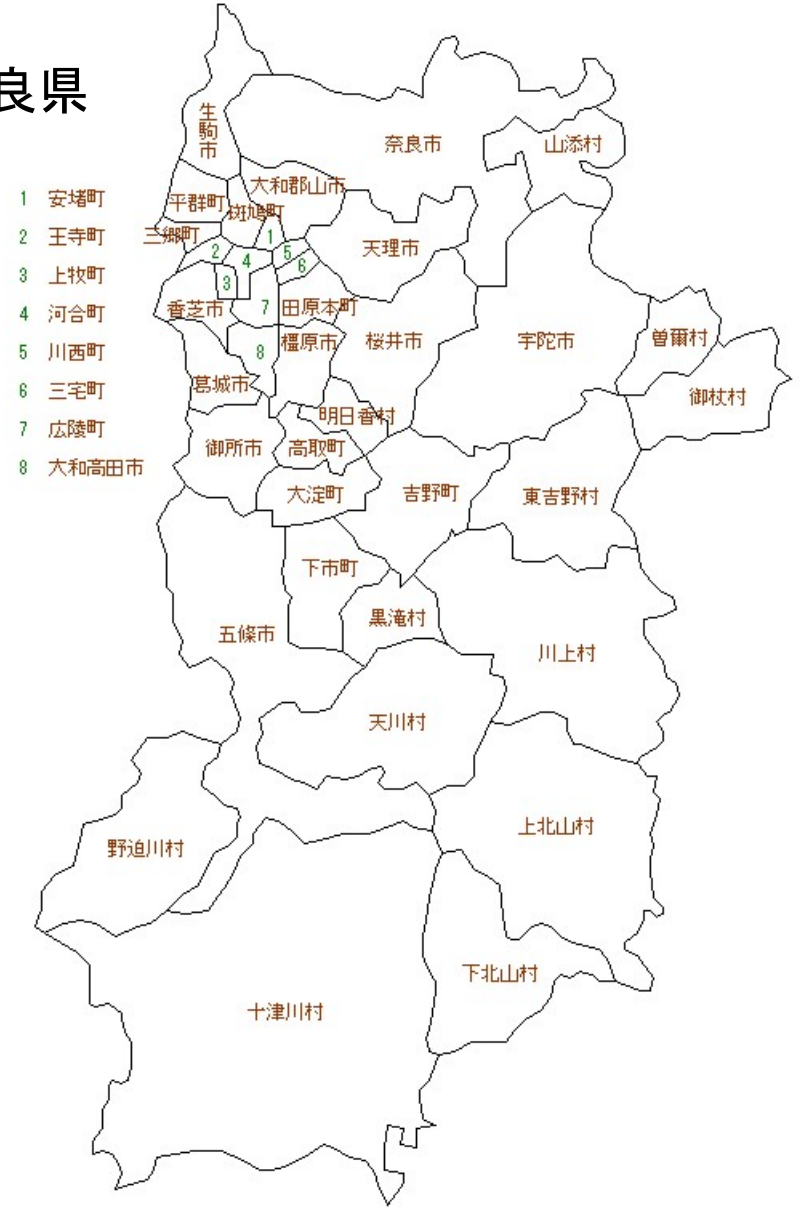 良県
生駒市
奈良市
山添村
大和郡山市
平群町
斑鳩町
三郷町
天理市
1 安堵町
2 王寺町
3 上牧町
4 河合町
5 川西町
6 三宅町
7 広陵町
8 大和高田市
1
2
4
5
6
3
7
8
香芝市
田原本町
橿原市
桜井市
宇陀市
曽爾村
御杖村
葛城市
明日香村
御所市
高取町
大淀町
吉野町
東吉野村
下市町
黒滝村
五條市
川上村
天川村
上北山村
野迫川村
下北山村
十津川村